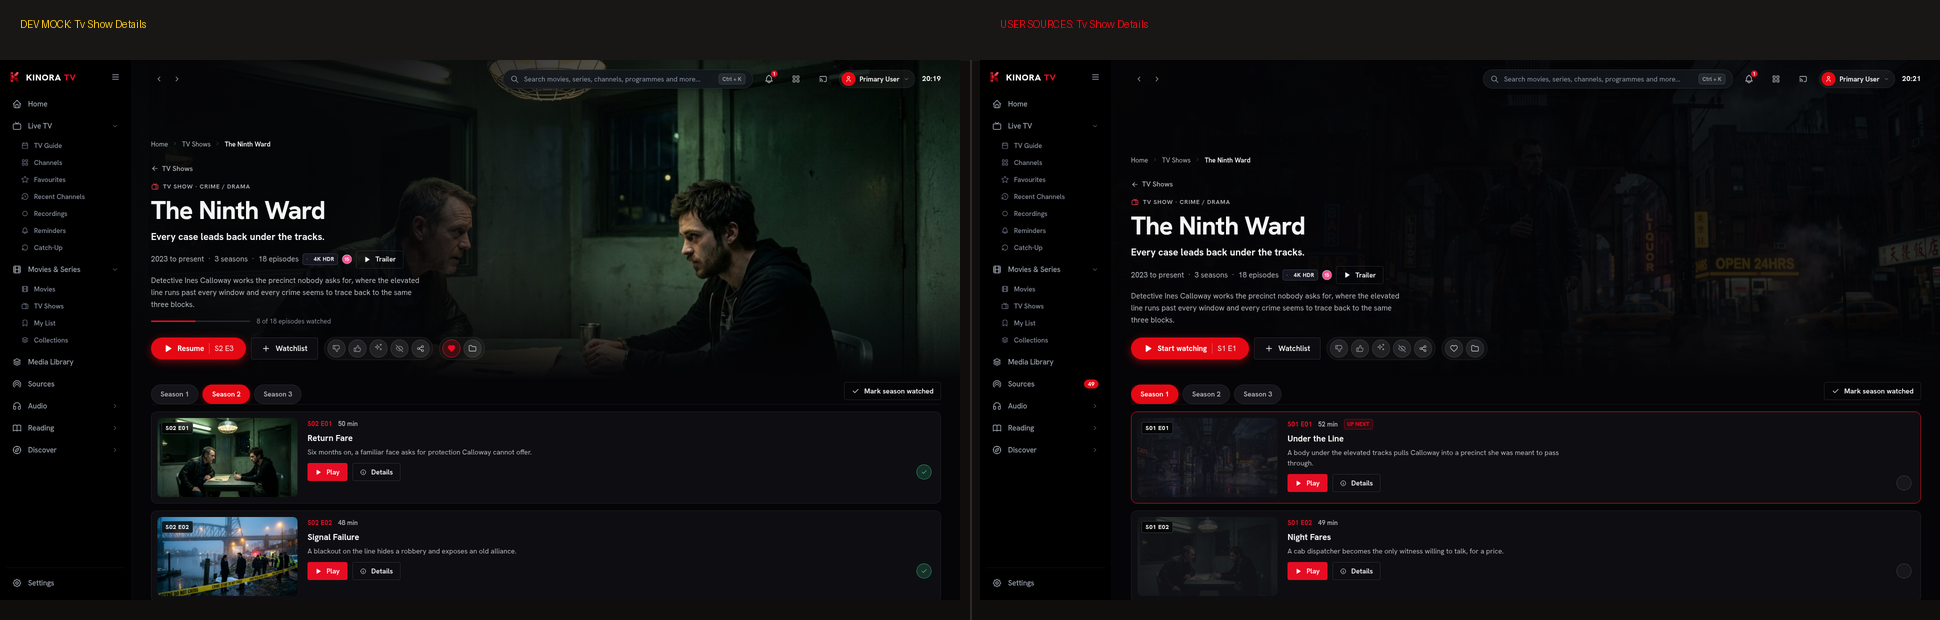 DEV MOCK: Tv Show Details
KINORA TV
Search movies, series, channels, programmes and more...
Ctrl + K
1
Primary User
20:19
Home
Live TV
TV Guide
Channels
Favourites
Recent Channels
Recordings
Reminders
Catch-Up
Movies & Series
Movies
TV Shows
My List
Collections
Media Library
Sources
Audio
Reading
Discover
Settings
Home > TV Shows > The Ninth Ward
← TV Shows
TV SHOW · CRIME / DRAMA
The Ninth Ward
Every case leads back under the tracks.
2023 to present · 3 seasons · 18 episodes 4K HDR 15 Trailer
Detective Ines Calloway works the precinct nobody asks for, where the elevated
line runs past every window and every crime seems to trace back to the same
three blocks.
8 of 18 episodes watched
Resume S2 E3
Watchlist
Season 1 Season 2 Season 3
Mark season watched
S02 E01
S02 E01 50 min
Return Fare
Six months on, a familiar face asks for protection Calloway cannot offer.
Play Details
S02 E02
S02 E02 48 min
Signal Failure
A blackout on the line hides a robbery and exposes an old alliance.
Play Details
USER SOURCES: Tv Show Details
KINORA TV
Search movies, series, channels, programmes and more...
Ctrl + K
1
Primary User
20:21
Home
Live TV
TV Guide
Channels
Favourites
Recent Channels
Recordings
Reminders
Catch-Up
Movies & Series
Movies
TV Shows
My List
Collections
Media Library
Sources 49
Audio
Reading
Discover
Settings
Home > TV Shows > The Ninth Ward
← TV Shows
TV SHOW · CRIME / DRAMA
The Ninth Ward
Every case leads back under the tracks.
2023 to present · 3 seasons · 18 episodes 4K HDR 15 Trailer
Detective Ines Calloway works the precinct nobody asks for, where the elevated
line runs past every window and every crime seems to trace back to the same
three blocks.
Start watching S1 E1
Watchlist
LIQUOR
OPEN 24HRS
Season 1 Season 2 Season 3
Mark season watched
S01 E01
S01 E01 52 min UP NEXT
Under the Line
A body under the elevated tracks pulls Calloway into a precinct she was meant to pass
through.
Play Details
S01 E02
S01 E02 49 min
Night Fares
A cab dispatcher becomes the only witness willing to talk, for a price.
Play Details